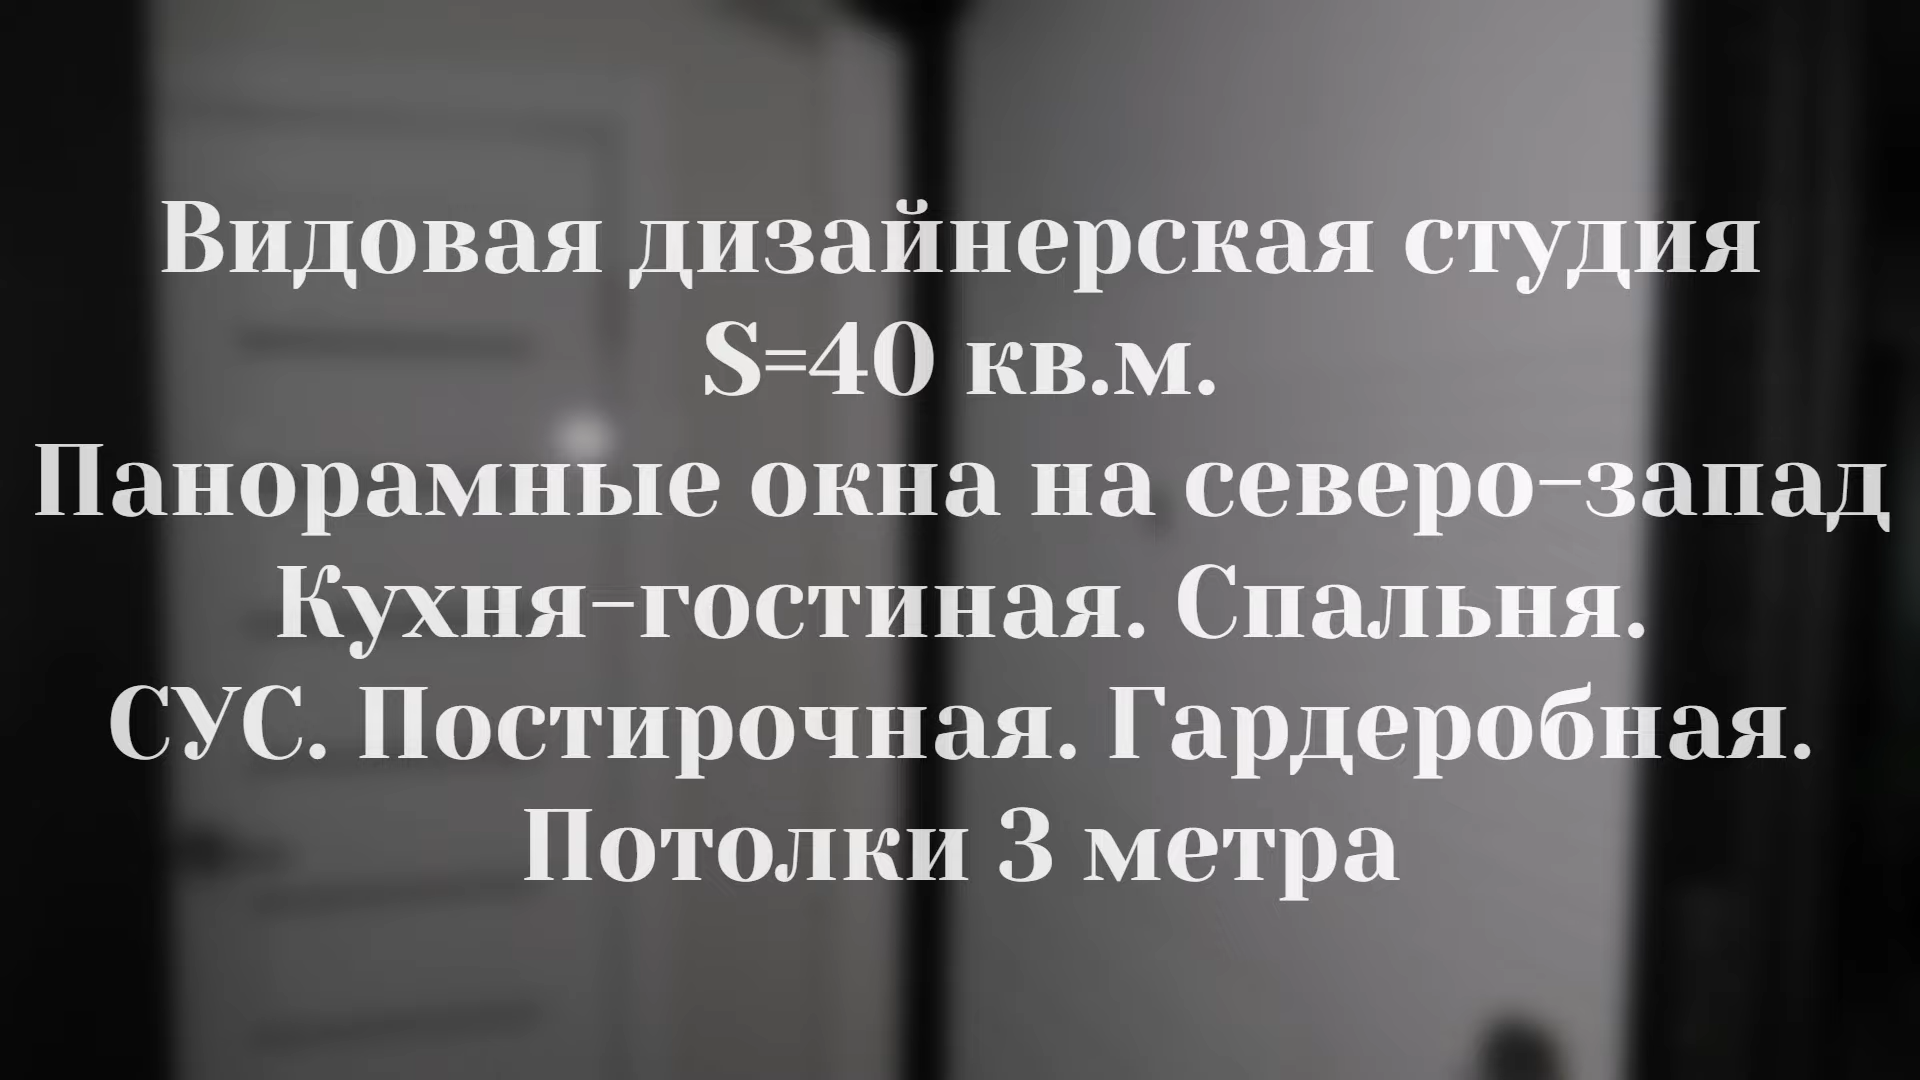 Видовая дизайнерская студия
S=40 кв.м.
Панорамные окна на северо-запад
Кухня-гостиная. Спальня.
СУС. Постирочная. Гардеробная.
Потолки 3 метра